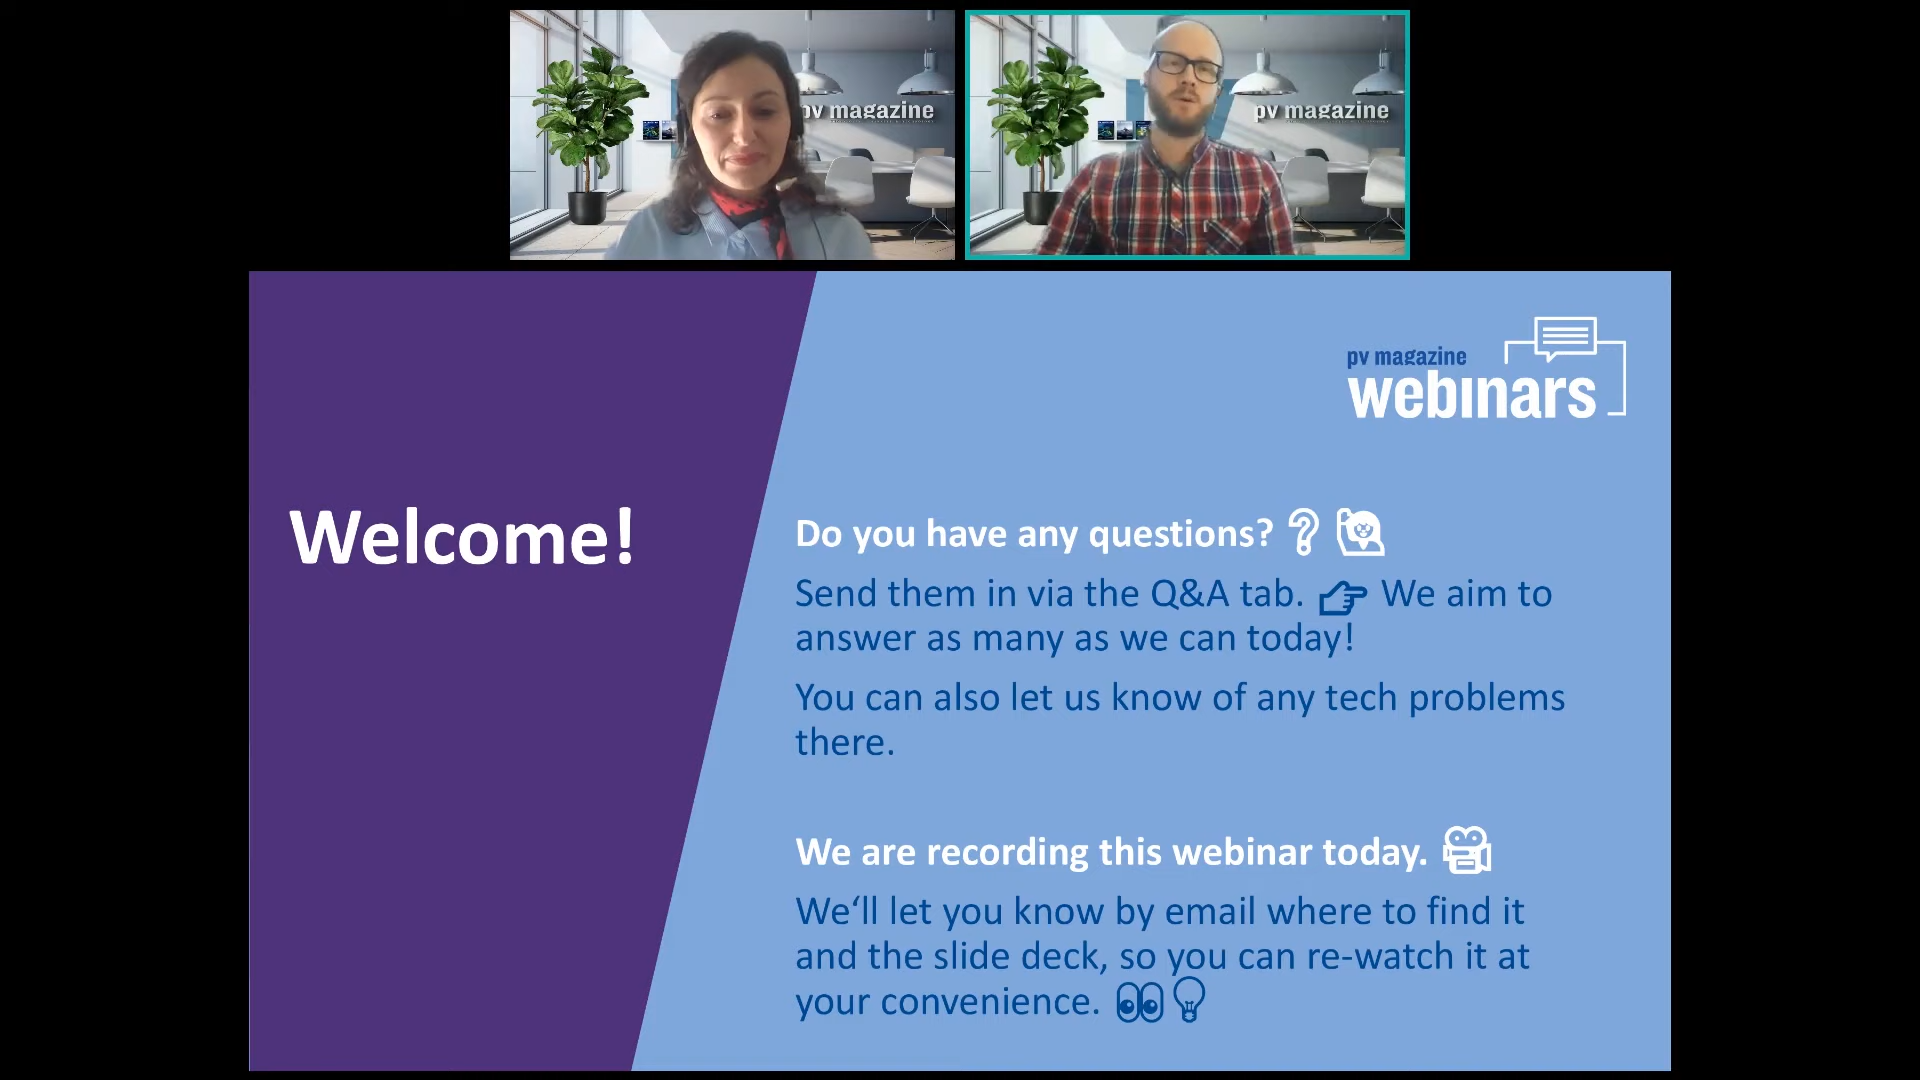 pv magazine
pv magazine
pv magazine
webinars
Welcome!
Do you have any questions?
Send them in via the Q&A tab. We aim to
answer as many as we can today!
You can also let us know of any tech problems
there.
We are recording this webinar today.
We‘ll let you know by email where to find it
and the slide deck, so you can re-watch it at
your convenience.